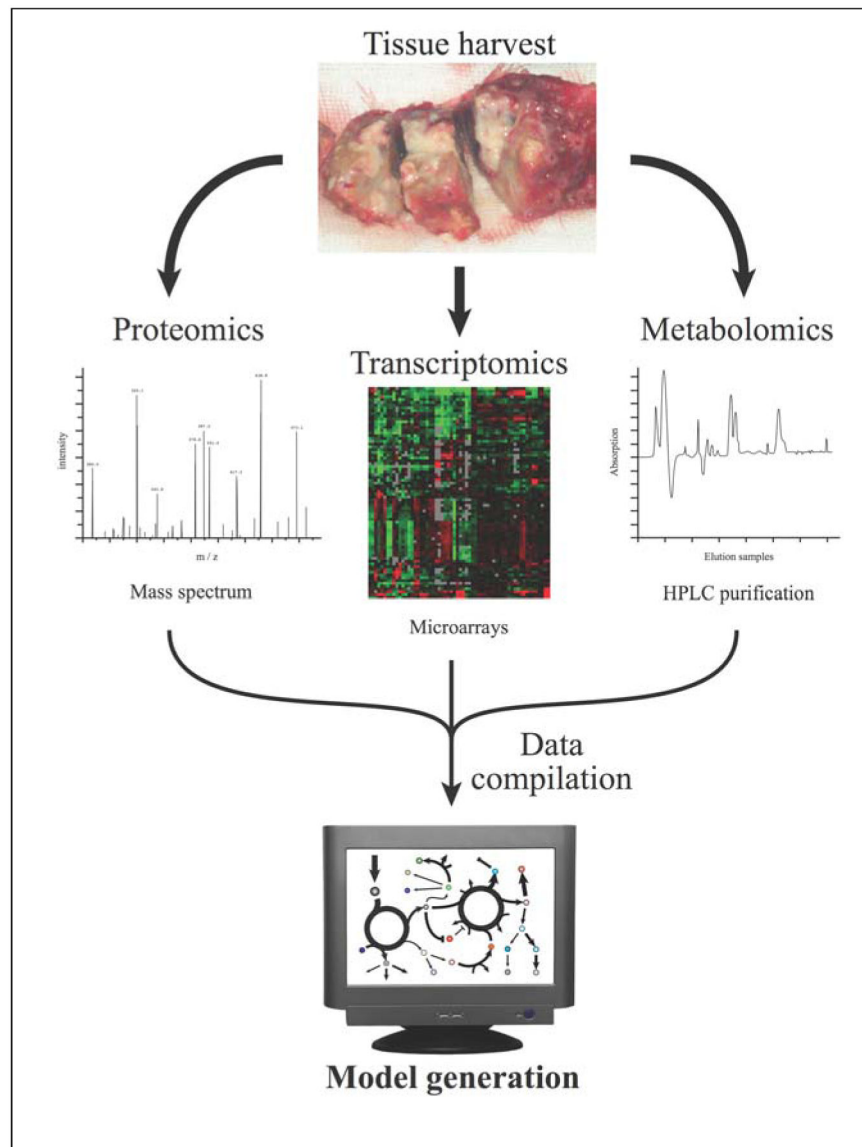 Tissue harvest
Proteomics
Transcriptomics
Metabolomics
intensity
m / z
Mass spectrum
Microarrays
Absorption
Elution samples
HPLC purification
Data
compilation
Model generation